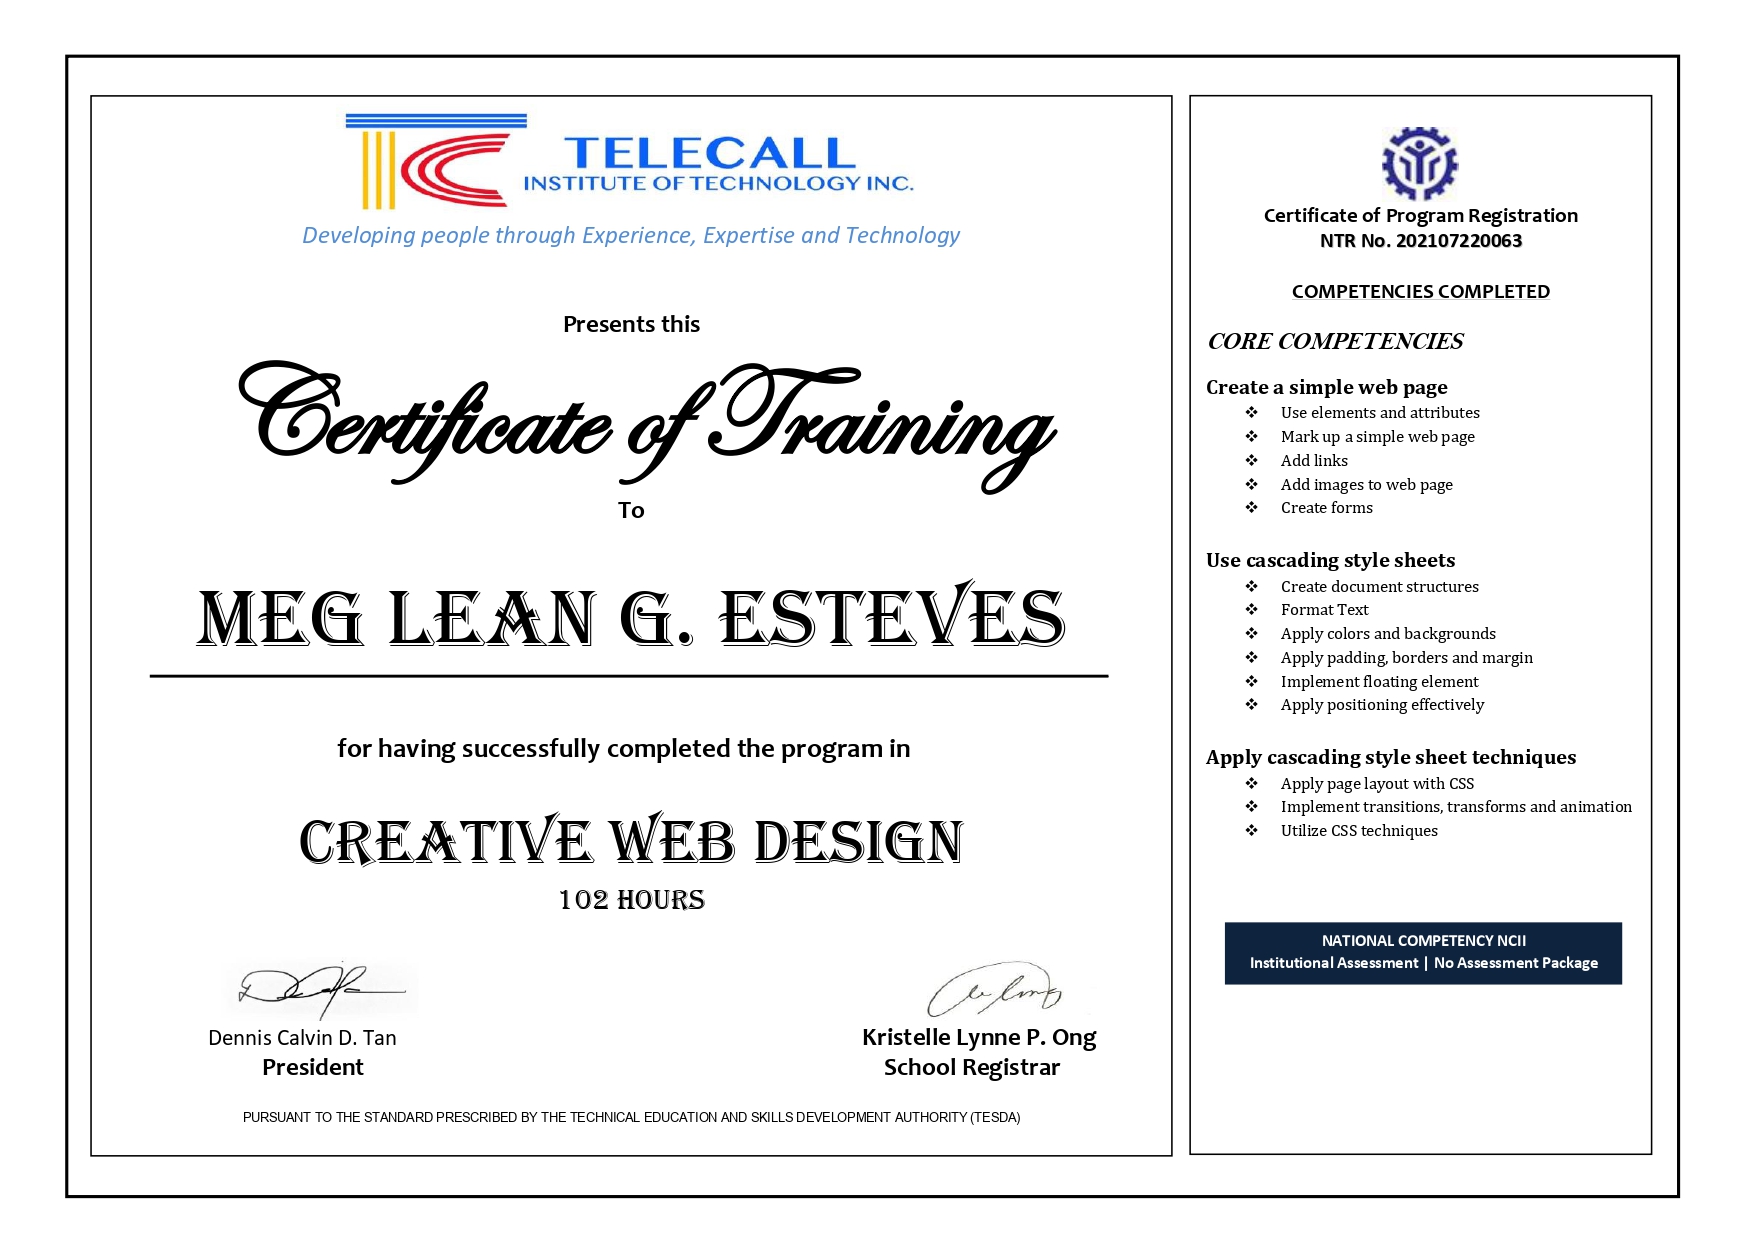 TELECALL
INSTITUTE OF TECHNOLOGY INC.
Developing people through Experience, Expertise and Technology
Presents this
Certificate of Training
To
MEG LEAN G. ESTEVES
for having successfully completed the program in
CREATIVE WEB DESIGN
102 HOURS
Dennis Calvin D. Tan
President
Kristelle Lynne P. Ong
School Registrar
PURSUANT TO THE STANDARD PRESCRIBED BY THE TECHNICAL EDUCATION AND SKILLS DEVELOPMENT AUTHORITY (TESDA)
Certificate of Program Registration
NTR No. 202107220063
COMPETENCIES COMPLETED
CORE COMPETENCIES
Create a simple web page
❖ Use elements and attributes
❖ Mark up a simple web page
❖ Add links
❖ Add images to web page
❖ Create forms
Use cascading style sheets
❖ Create document structures
❖ Format Text
❖ Apply colors and backgrounds
❖ Apply padding, borders and margin
❖ Implement floating element
❖ Apply positioning effectively
Apply cascading style sheet techniques
❖ Apply page layout with CSS
❖ Implement transitions, transforms and animation
❖ Utilize CSS techniques
NATIONAL COMPETENCY NCII
Institutional Assessment | No Assessment Package